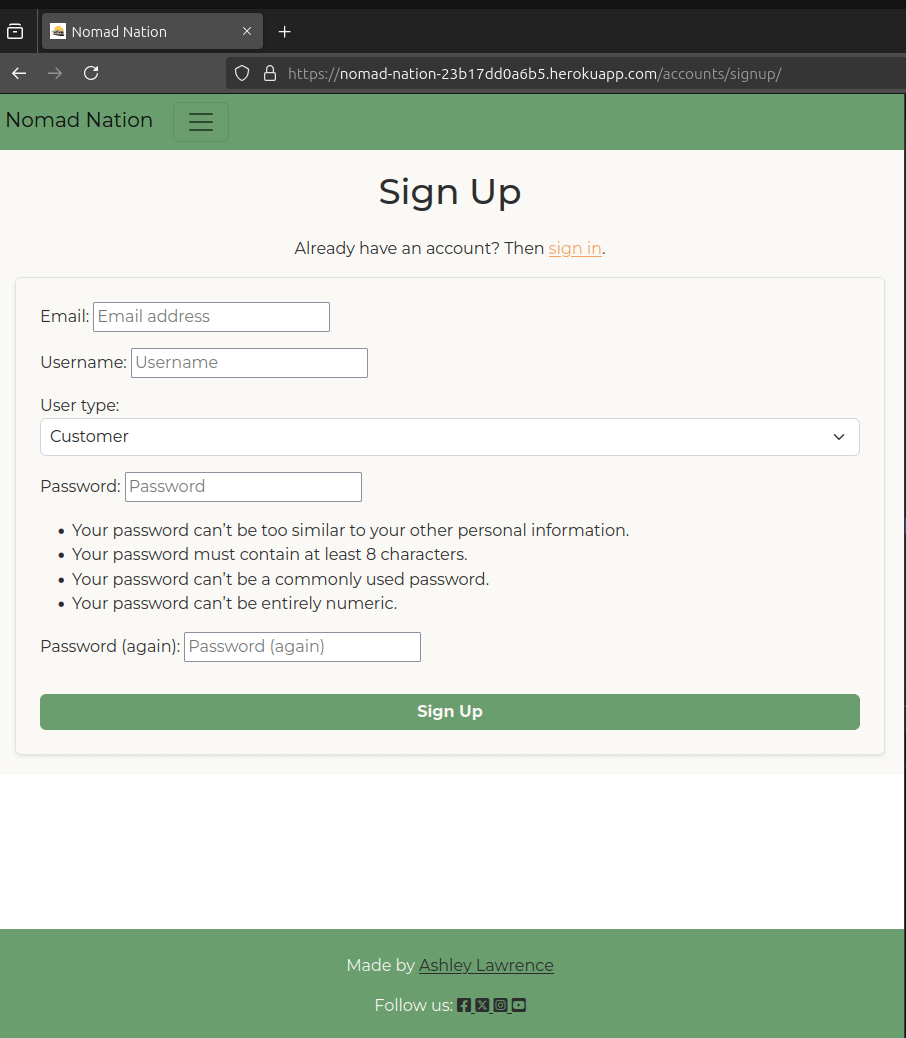 Nomad Nation
https://nomad-nation-23b17dd0a6b5.herokuapp.com/accounts/signup/
Nomad Nation
Sign Up
Already have an account? Then sign in.
Email: Email address
Username: Username
User type:
Customer
Password: Password
• Your password can’t be too similar to your other personal information.
• Your password must contain at least 8 characters.
• Your password can’t be a commonly used password.
• Your password can’t be entirely numeric.
Password (again): Password (again)
Sign Up
Made by Ashley Lawrence
Follow us: